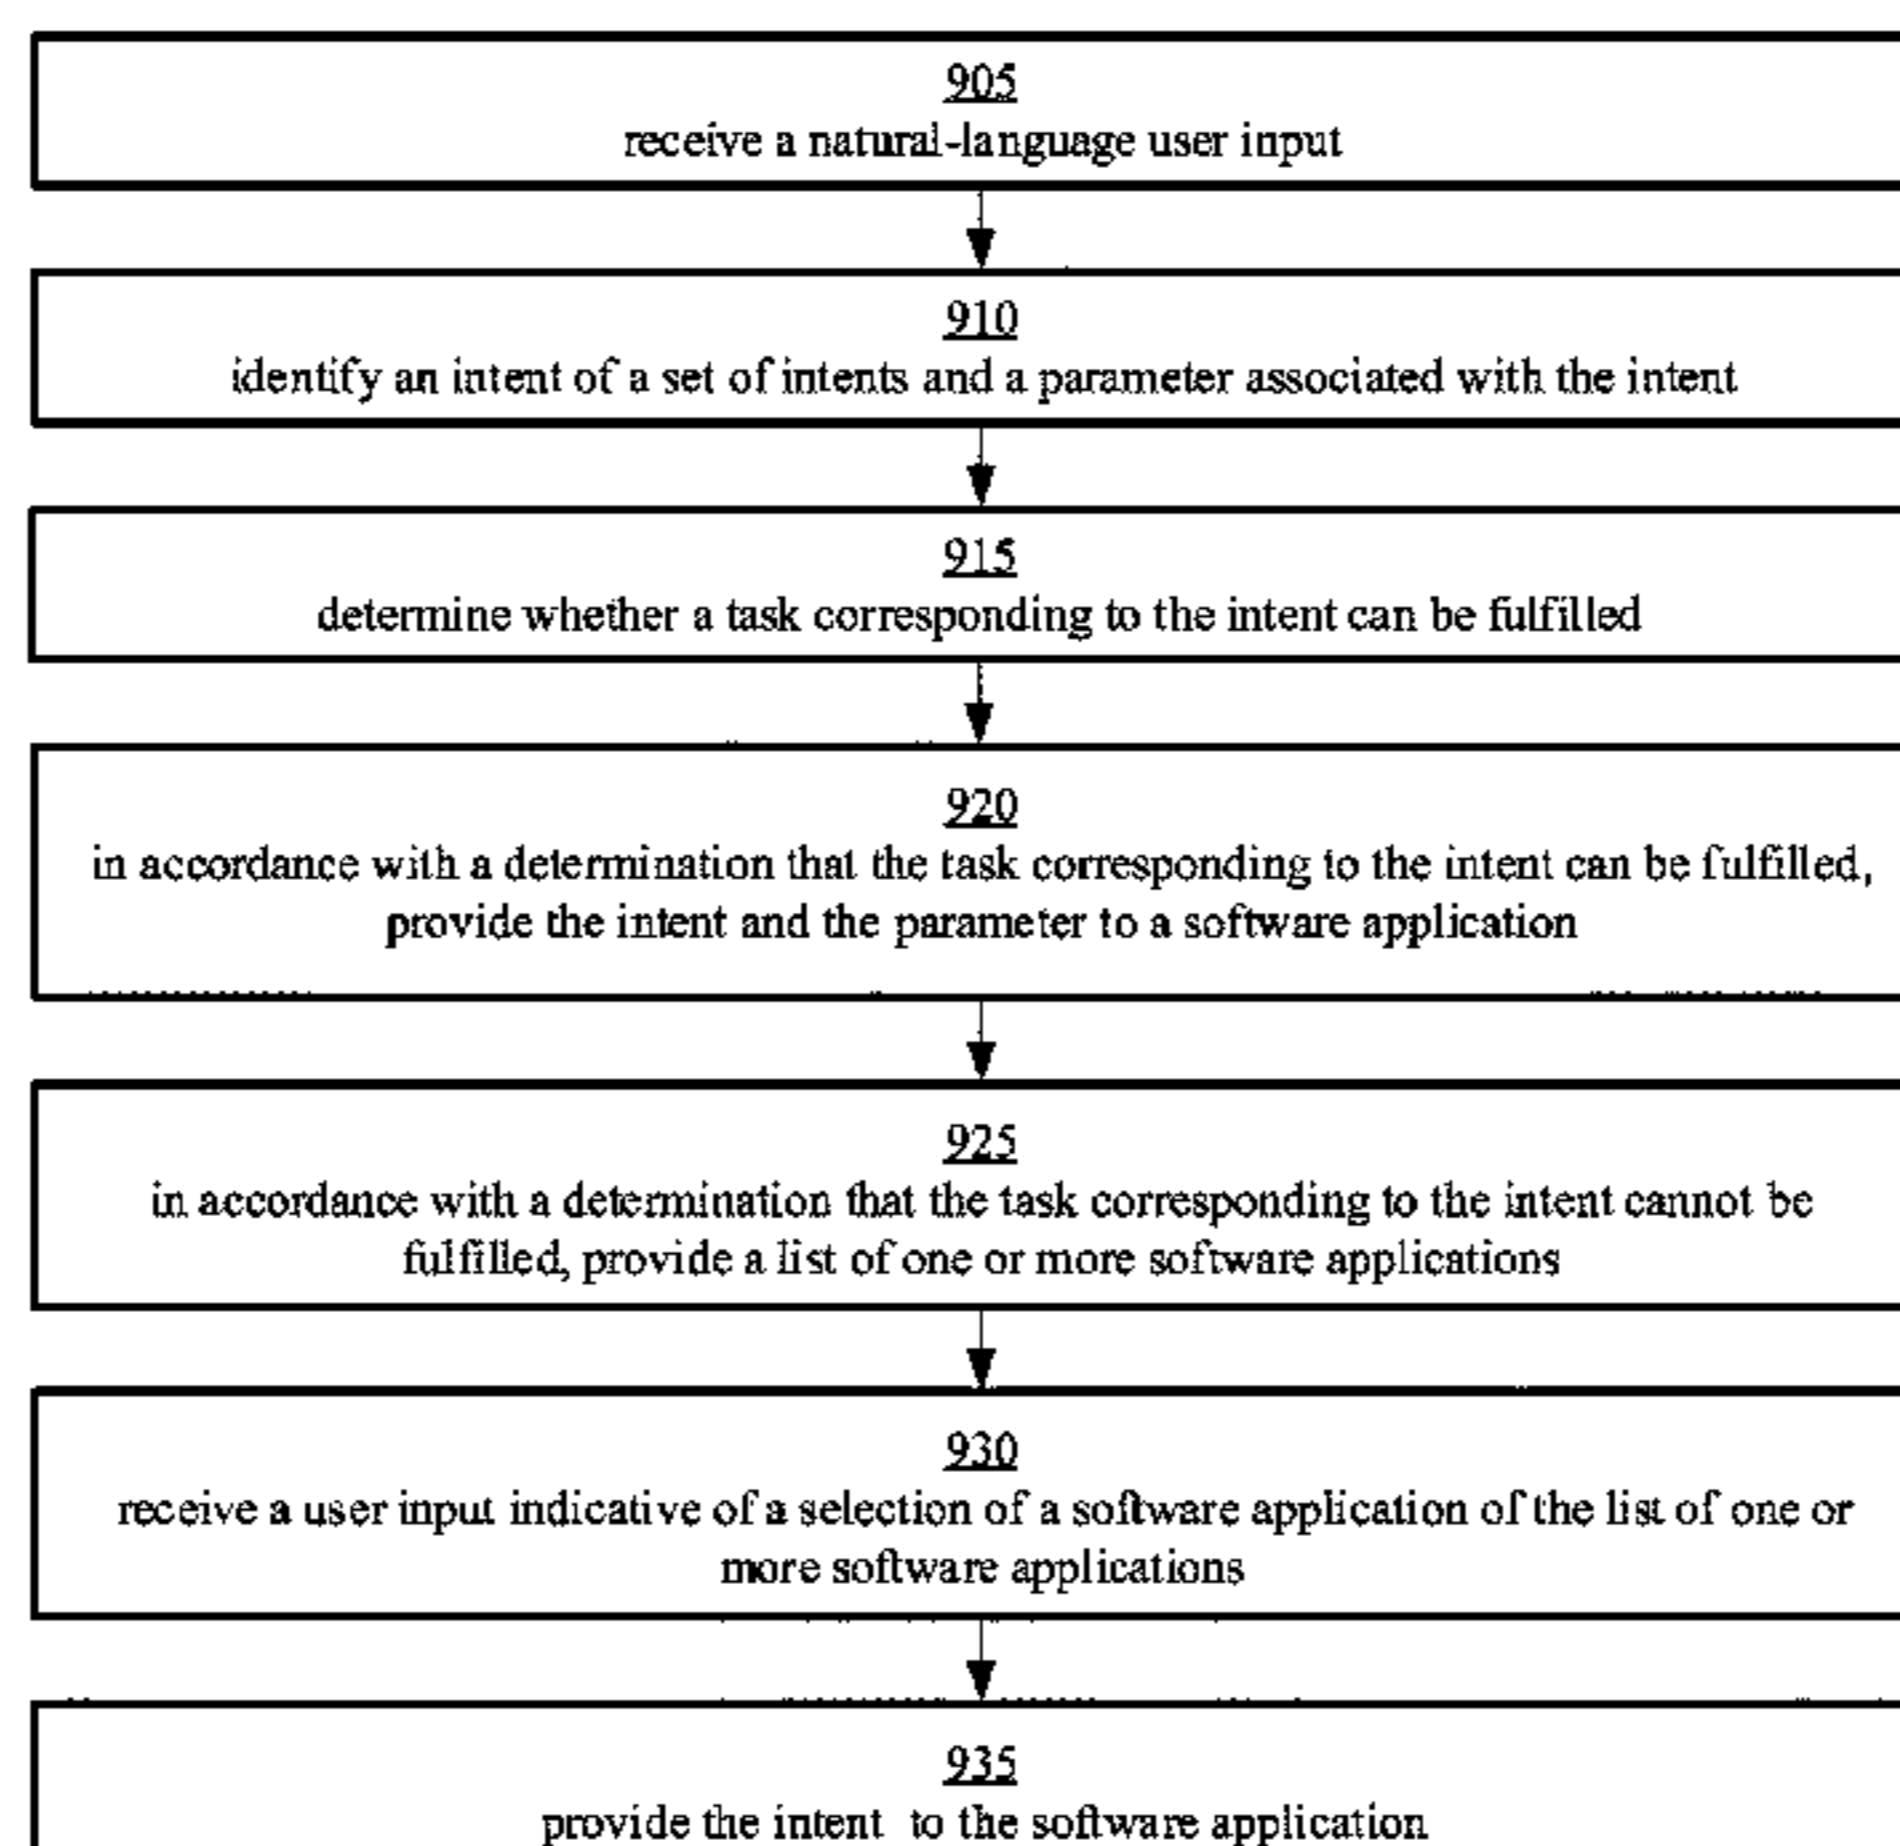 905
receive a natural-language user input
910
identify an intent of a set of intents and a parameter associated with the intent
915
determine whether a task corresponding to the intent can be fulfilled
920
in accordance with a determination that the task corresponding to the intent can be fulfilled,
provide the intent and the parameter to a software application
925
in accordance with a determination that the task corresponding to the intent cannot be
fulfilled, provide a list of one or more software applications
930
receive a user input indicative of a selection of a software application of the list of one or
more software applications
935
provide the intent to the software application